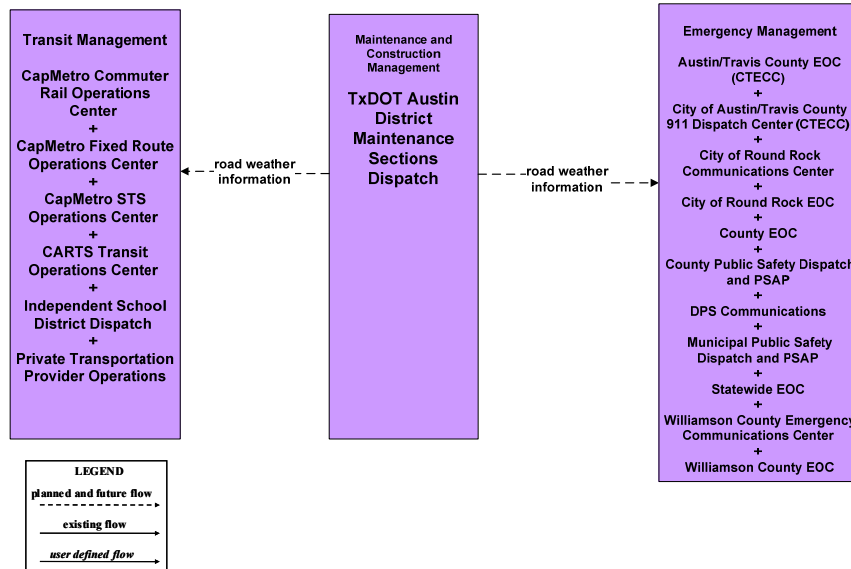 Transit Management
CapMetro Commuter
Rail Operations
Center
+
CapMetro Fixed Route
Operations Center
+
CapMetro STS
Operations Center
+
CARTS Transit
Operations Center
+
Independent School
District Dispatch
+
Private Transportation
Provider Operations
road weather
information
Maintenance and
Construction
Management
TxDOT Austin
District
Maintenance
Sections
Dispatch
road weather
information
Emergency Management
Austin/Travis County EOC
(CTECC)
+
City of Austin/Travis County
911 Dispatch Center (CTECC)
+
City of Round Rock
Communications Center
+
City of Round Rock EOC
+
County EOC
+
County Public Safety Dispatch
and PSAP
+
DPS Communications
+
Municipal Public Safety
Dispatch and PSAP
+
Statewide EOC
+
Williamson County Emergency
Communications Center
+
Williamson County EOC
LEGEND
planned and future flow
existing flow
user defined flow